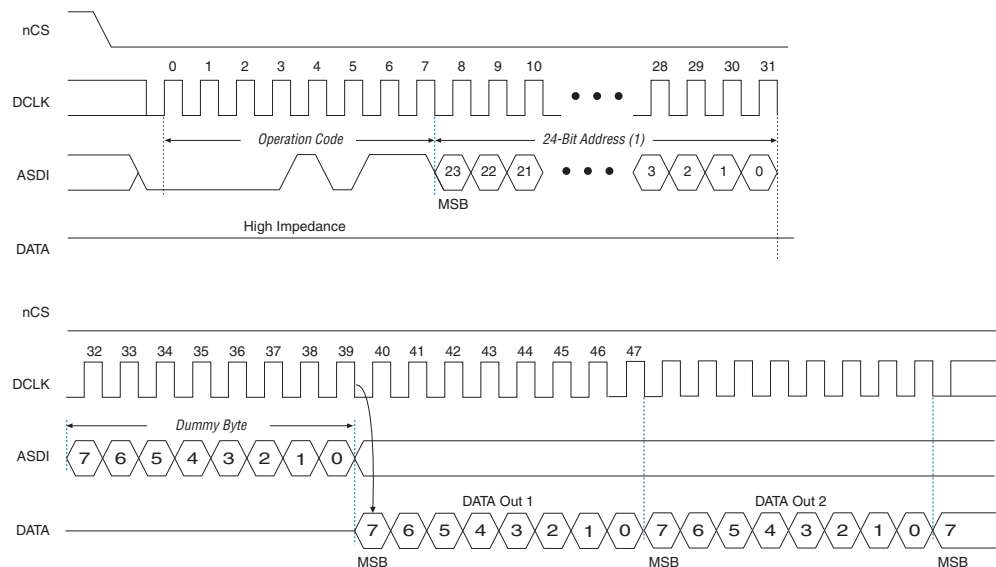 nCS
0 1 2 3 4 5 6 7 8 9 10 28 29 30 31
DCLK
Operation Code 24-Bit Address (1)
ASDI 23 22 21 3 2 1 0
MSB
High Impedance
DATA
nCS
32 33 34 35 36 37 38 39 40 41 42 43 44 45 46 47
DCLK
Dummy Byte
ASDI 7 6 5 4 3 2 1 0
DATA Out 1 DATA Out 2
DATA 7 6 5 4 3 2 1 0 7 6 5 4 3 2 1 0 7
MSB MSB MSB